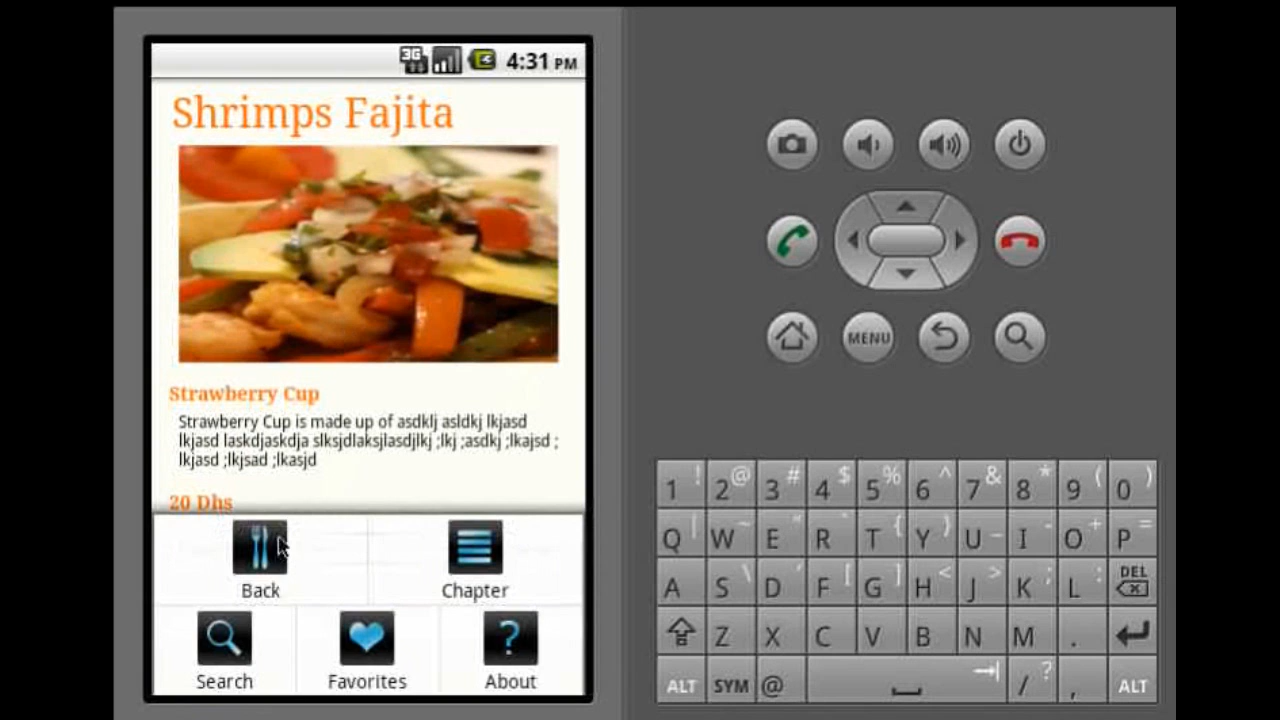 3G
4:31 PM
Shrimps Fajita
Strawberry Cup
Strawberry Cup is made up of asdklj asldkj lkjasd
lkjasd laskdjaskdja slksjdlaksjlasdjlkj ;lkj ;asdkj ;lkajsd ;
lkjasd ;lkjsad ;lkasjd
20 Dhs
Back
Chapter
Search
Favorites
? About
MENU
1 ! 2 @ 3 # 4 $ 5 % 6 ^ 7 & 8 * 9 ( 0 )
Q | W ~ E " R ` T { Y } U _ I - O + P =
A S \ D ' F [ G ] H < J > K ; L : DEL
Z X C V B N M .
ALT SYM @ / ? , ALT